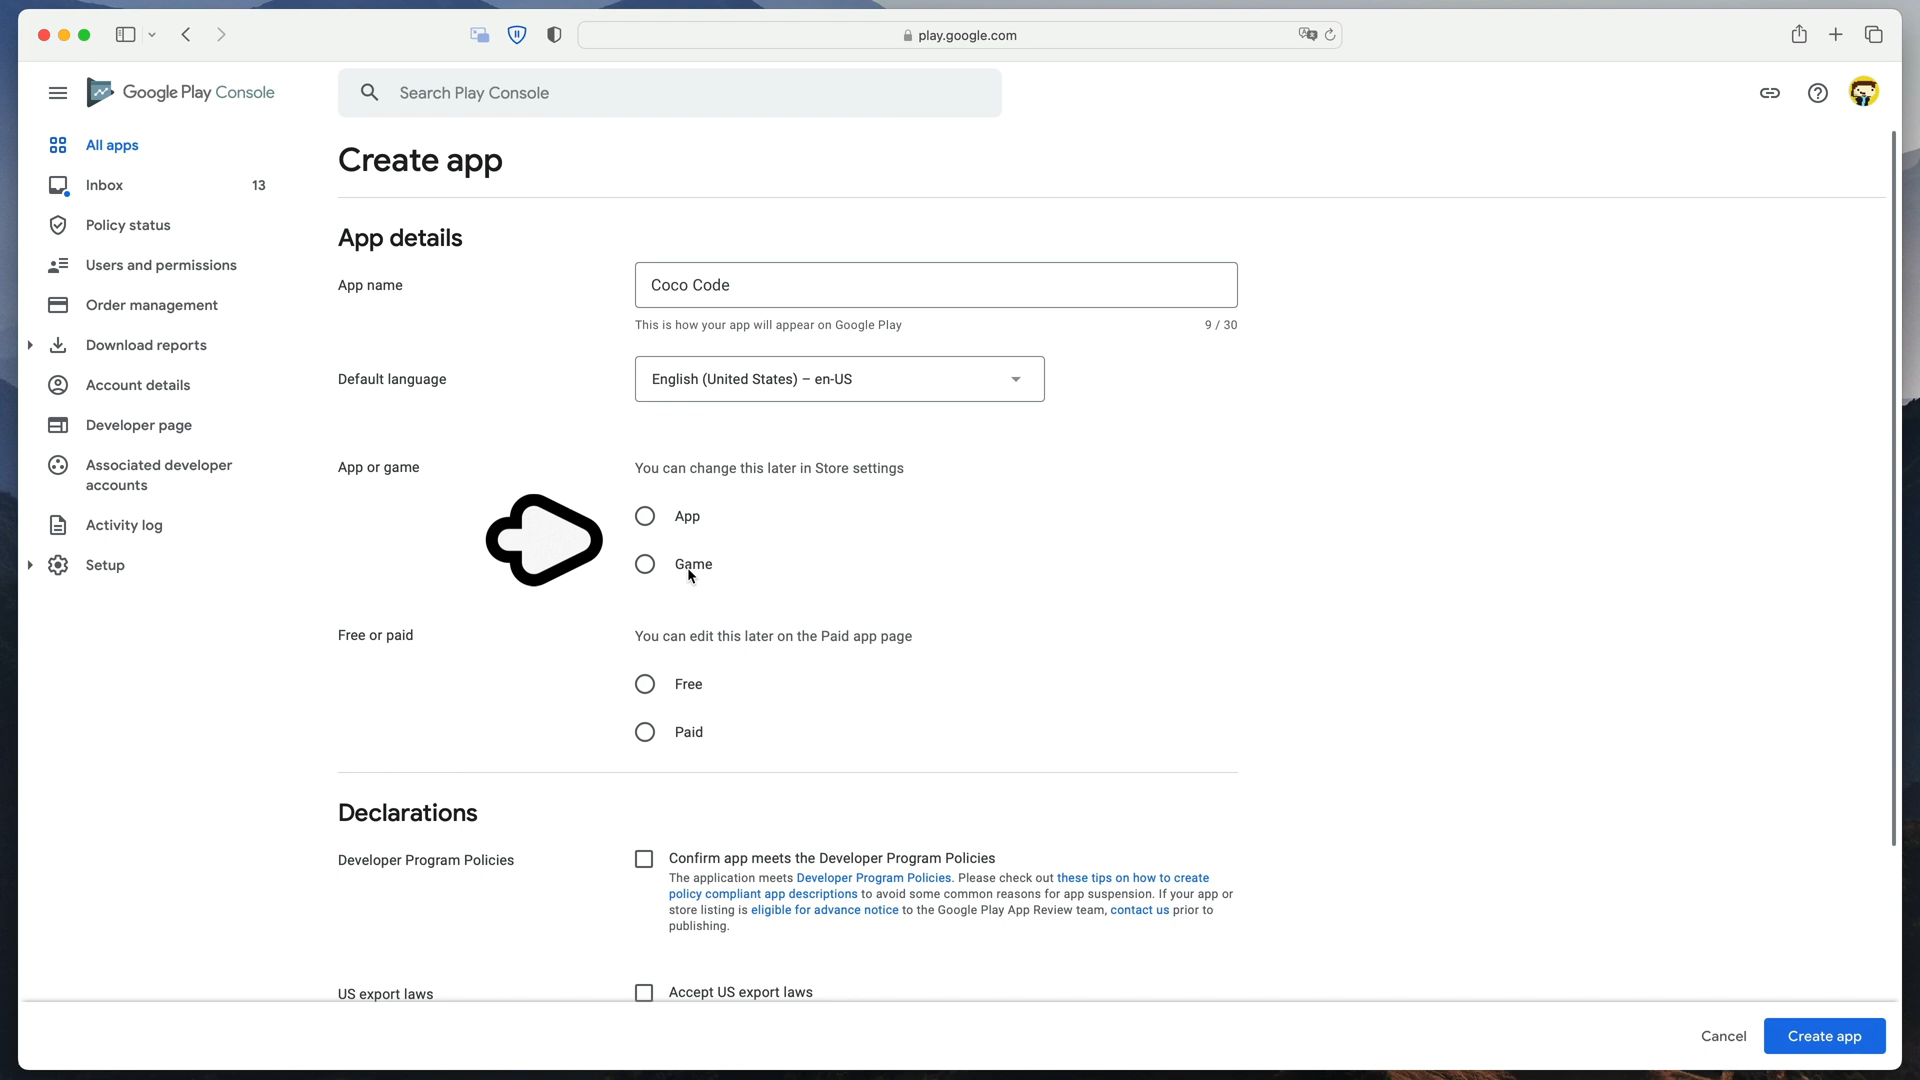 play.google.com
Google Play Console
Search Play Console
All apps
Inbox 13
Policy status
Users and permissions
Order management
Download reports
Account details
Developer page
Associated developer
accounts
Activity log
Setup
Create app
App details
App name
Coco Code
This is how your app will appear on Google Play 9 / 30
Default language
English (United States) – en-US
App or game
You can change this later in Store settings
App
Game
Free or paid
You can edit this later on the Paid app page
Free
Paid
Declarations
Developer Program Policies
Confirm app meets the Developer Program Policies
The application meets Developer Program Policies. Please check out these tips on how to create
policy compliant app descriptions to avoid some common reasons for app suspension. If your app or
store listing is eligible for advance notice to the Google Play App Review team, contact us prior to
publishing.
US export laws
Accept US export laws
Cancel
Create app